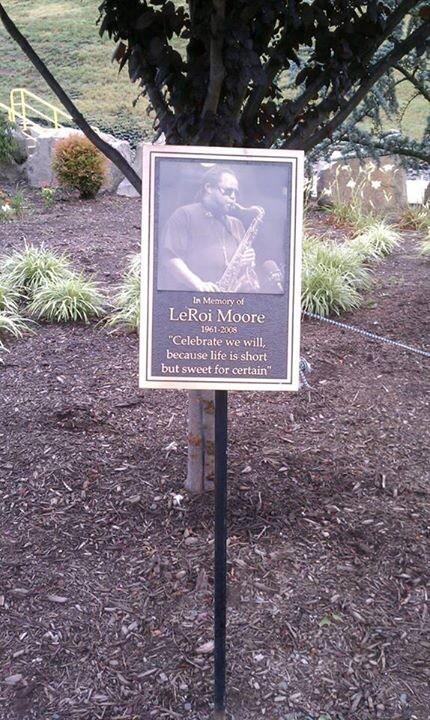 In Memory of
LeRoi Moore
1961-2008
"Celebrate we will,
because life is short
but sweet for certain"